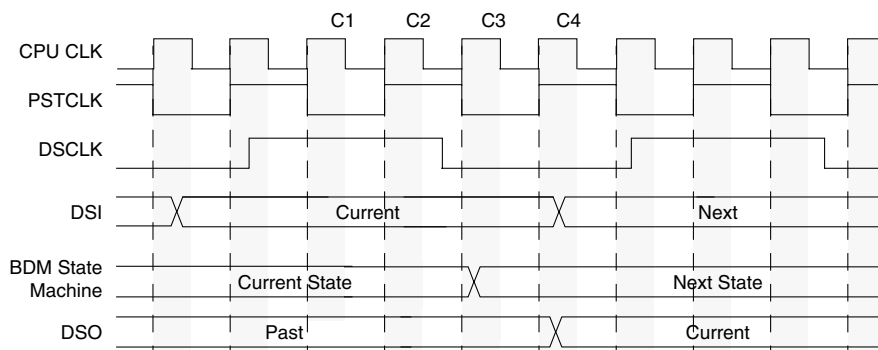 C1 C2 C3 C4
CPU CLK
PSTCLK
DSCLK
DSI Current Next
BDM State
Machine
Current State Next State
DSO Past Current